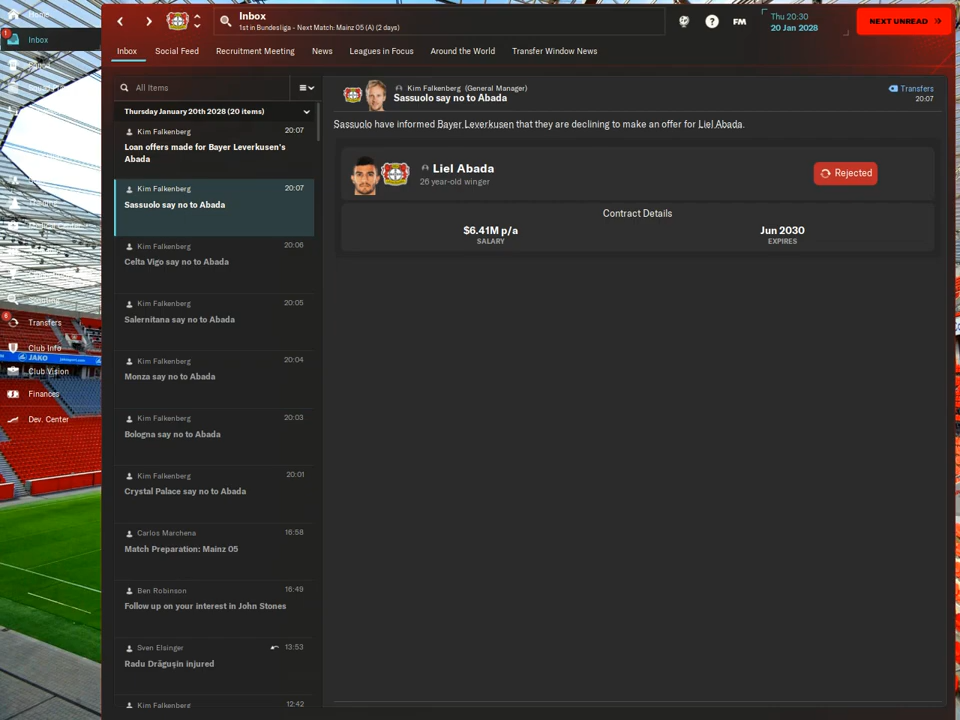 Inbox
1st in Bundesliga - Next Match: Mainz 05 (A) (2 days)
FM
Thu 20:30
20 Jan 2028
NEXT UNREAD
Inbox
Social Feed
Recruitment Meeting
News
Leagues in Focus
Around the World
Transfer Window News
Home
1
Inbox
6
Transfers
Club Info
JAKO
Club Vision
Finances
Dev. Center
All Items
Thursday January 20th 2028 (20 items)
Kim Falkenberg
20:07
Loan offers made for Bayer Leverkusen's
Abada
Kim Falkenberg
20:07
Sassuolo say no to Abada
Kim Falkenberg
20:06
Celta Vigo say no to Abada
Kim Falkenberg
20:05
Salernitana say no to Abada
Kim Falkenberg
20:04
Monza say no to Abada
Kim Falkenberg
20:03
Bologna say no to Abada
Kim Falkenberg
20:01
Crystal Palace say no to Abada
Carlos Marchena
16:58
Match Preparation: Mainz 05
Ben Robinson
16:49
Follow up on your interest in John Stones
Sven Elsinger
13:53
Radu Drăgușin injured
Kim Falkenberg
12:42
Kim Falkenberg (General Manager)
Sassuolo say no to Abada
Transfers
20:07
Sassuolo have informed Bayer Leverkusen that they are declining to make an offer for Liel Abada.
Liel Abada
26 year-old winger
Rejected
Contract Details
$6.41M p/a
SALARY
Jun 2030
EXPIRES